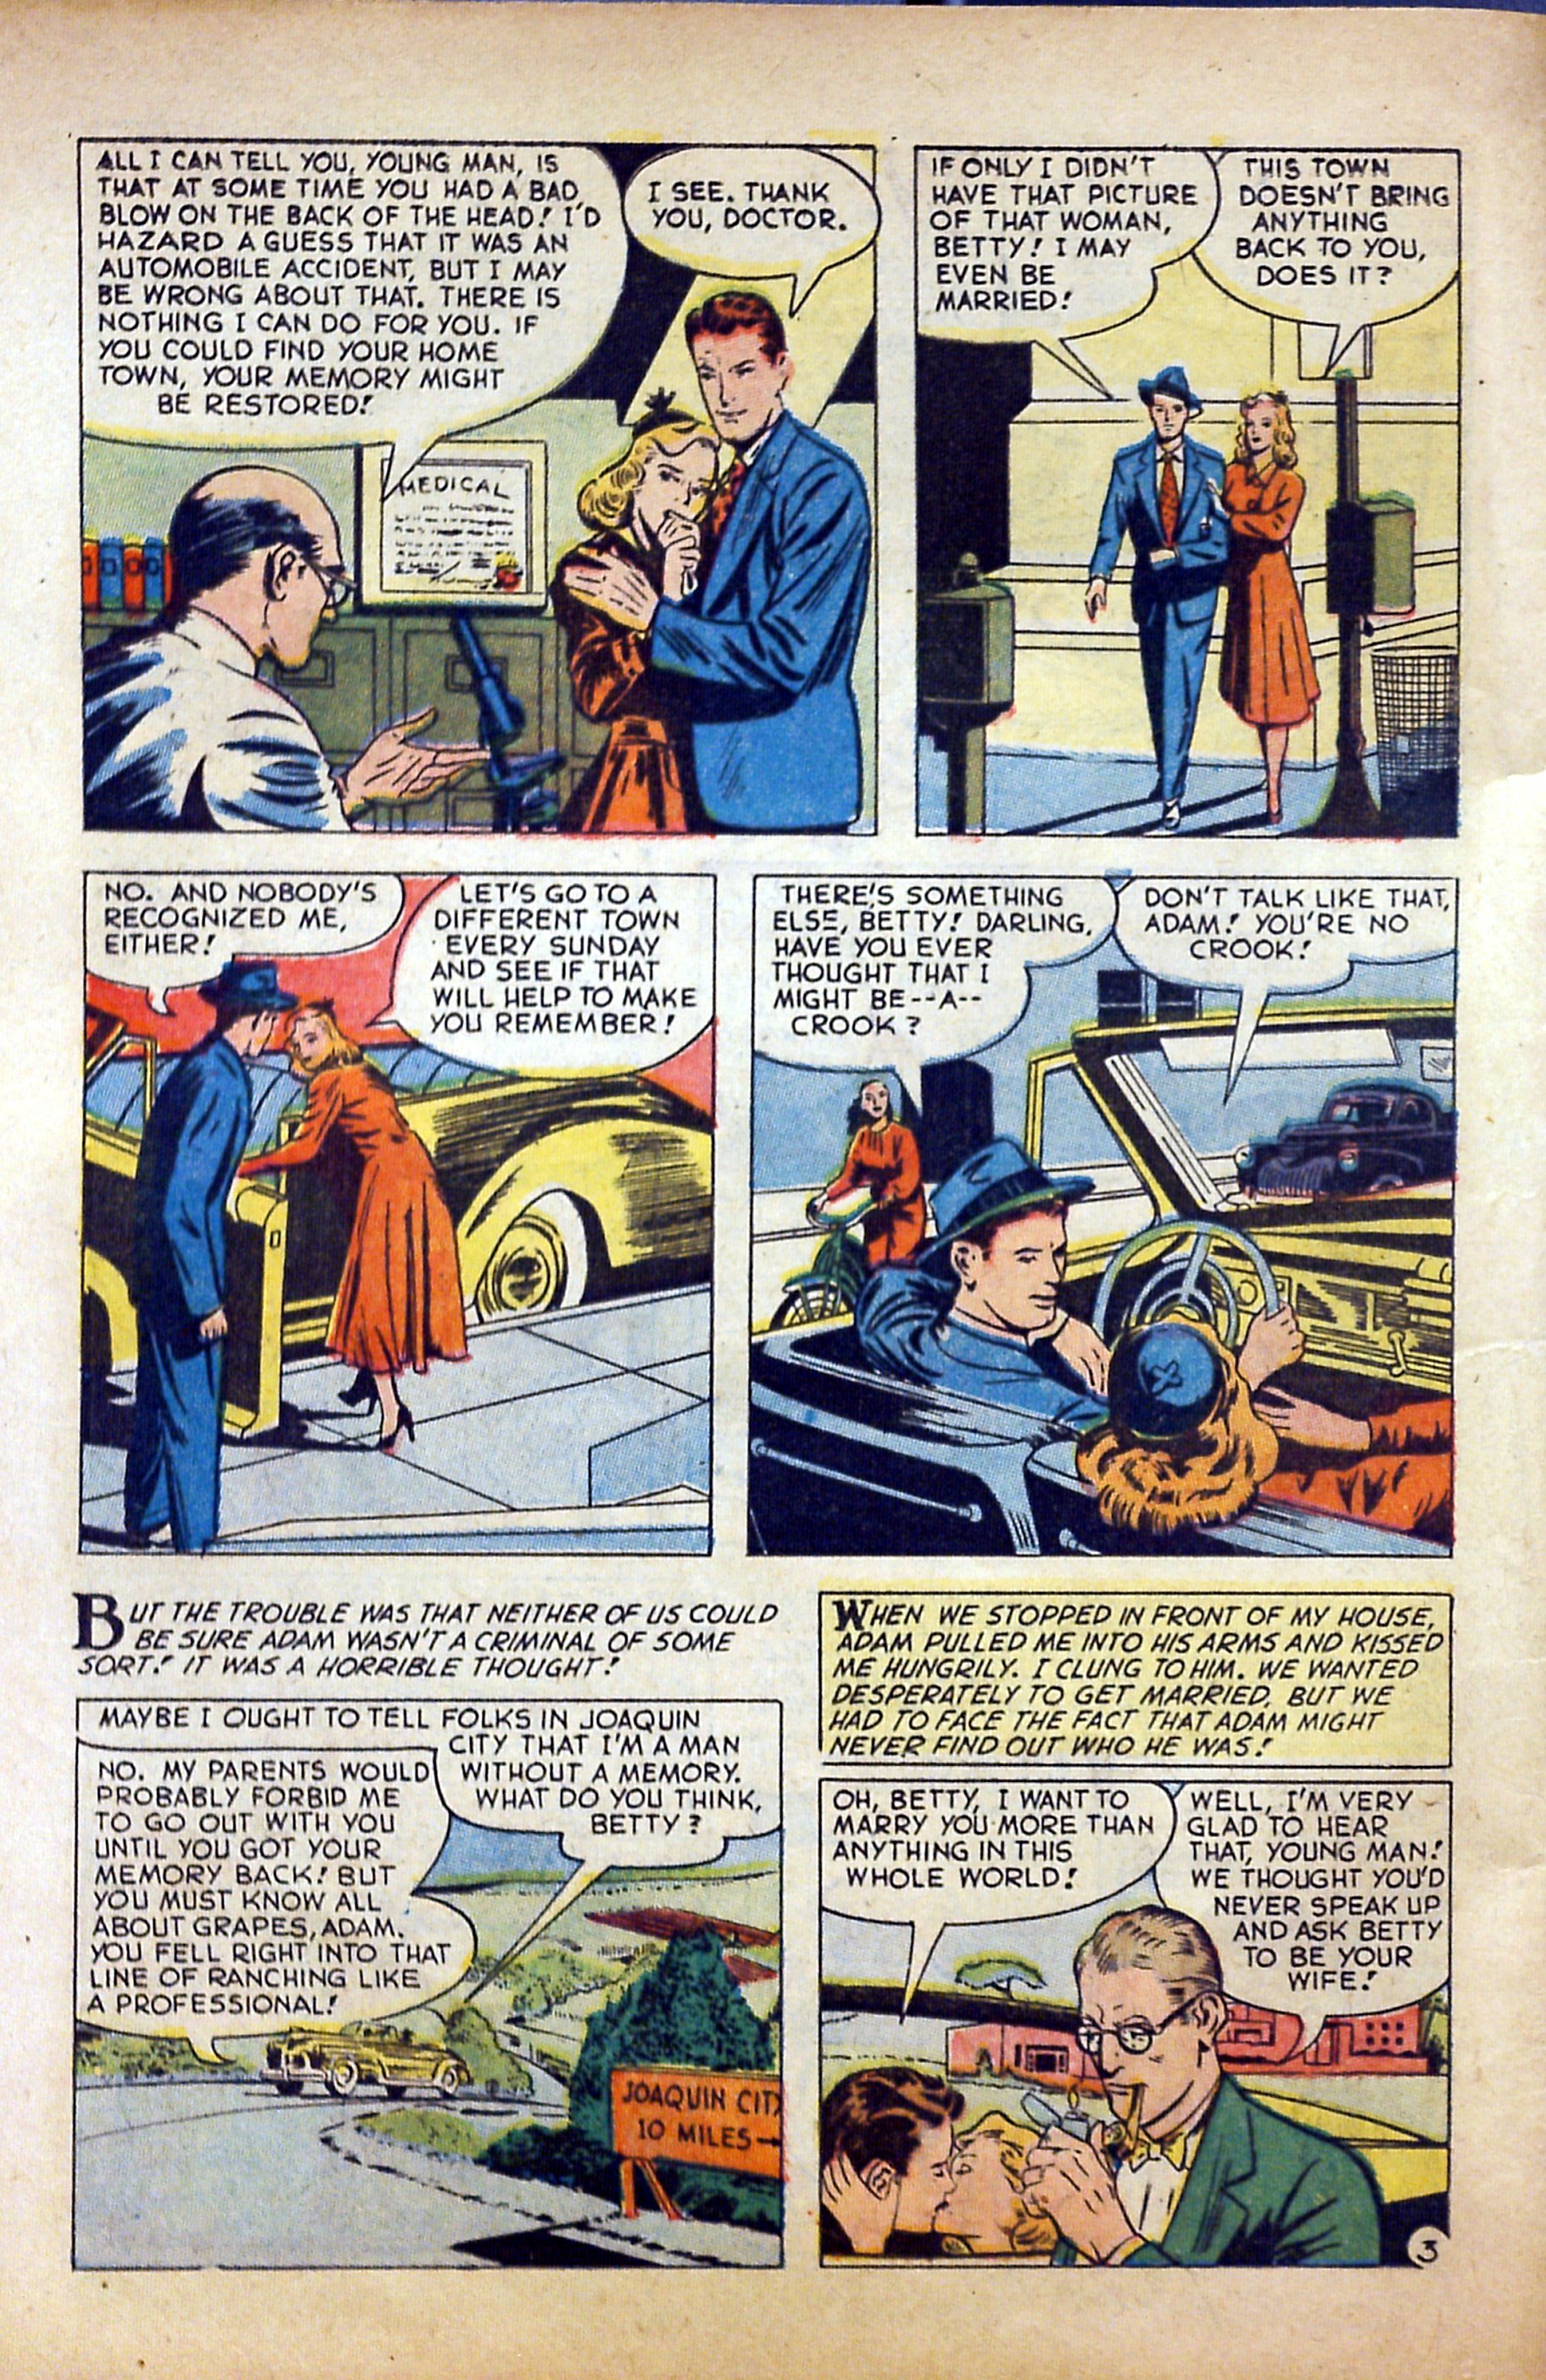 ALL I CAN TELL YOU, YOUNG MAN, IS
THAT AT SOME TIME YOU HAD A BAD
BLOW ON THE BACK OF THE HEAD! I'D
HAZARD A GUESS THAT IT WAS AN
AUTOMOBILE ACCIDENT, BUT I MAY
BE WRONG ABOUT THAT. THERE IS
NOTHING I CAN DO FOR YOU. IF
YOU COULD FIND YOUR HOME
TOWN, YOUR MEMORY MIGHT
BE RESTORED!
I SEE. THANK
YOU, DOCTOR.
MEDICAL
IF ONLY I DIDN'T
HAVE THAT PICTURE
OF THAT WOMAN,
BETTY! I MAY
EVEN BE
MARRIED!
THIS TOWN
DOESN'T BRING
ANYTHING
BACK TO YOU,
DOES IT?
NO. AND NOBODY'S
RECOGNIZED ME,
EITHER!
LET'S GO TO A
DIFFERENT TOWN
EVERY SUNDAY
AND SEE IF THAT
WILL HELP TO MAKE
YOU REMEMBER!
THERE'S SOMETHING
ELSE, BETTY! DARLING,
HAVE YOU EVER
THOUGHT THAT I
MIGHT BE--A--
CROOK?
DON'T TALK LIKE THAT,
ADAM! YOU'RE NO
CROOK!
BUT THE TROUBLE WAS THAT NEITHER OF US COULD
BE SURE ADAM WASN'T A CRIMINAL OF SOME
SORT! IT WAS A HORRIBLE THOUGHT!
MAYBE I OUGHT TO TELL FOLKS IN JOAQUIN
CITY THAT I'M A MAN
WITHOUT A MEMORY.
WHAT DO YOU THINK,
BETTY?
NO. MY PARENTS WOULD
PROBABLY FORBID ME
TO GO OUT WITH YOU
UNTIL YOU GOT YOUR
MEMORY BACK! BUT
YOU MUST KNOW ALL
ABOUT GRAPES, ADAM.
YOU FELL RIGHT INTO THAT
LINE OF RANCHING LIKE
A PROFESSIONAL!
JOAQUIN CITY
10 MILES→
WHEN WE STOPPED IN FRONT OF MY HOUSE,
ADAM PULLED ME INTO HIS ARMS AND KISSED
ME HUNGRILY. I CLUNG TO HIM. WE WANTED
DESPERATELY TO GET MARRIED, BUT WE
HAD TO FACE THE FACT THAT ADAM MIGHT
NEVER FIND OUT WHO HE WAS!
OH, BETTY, I WANT TO
MARRY YOU MORE THAN
ANYTHING IN THIS
WHOLE WORLD!
WELL, I'M VERY
GLAD TO HEAR
THAT, YOUNG MAN!
WE THOUGHT YOU'D
NEVER SPEAK UP
AND ASK BETTY
TO BE YOUR
WIFE!
3